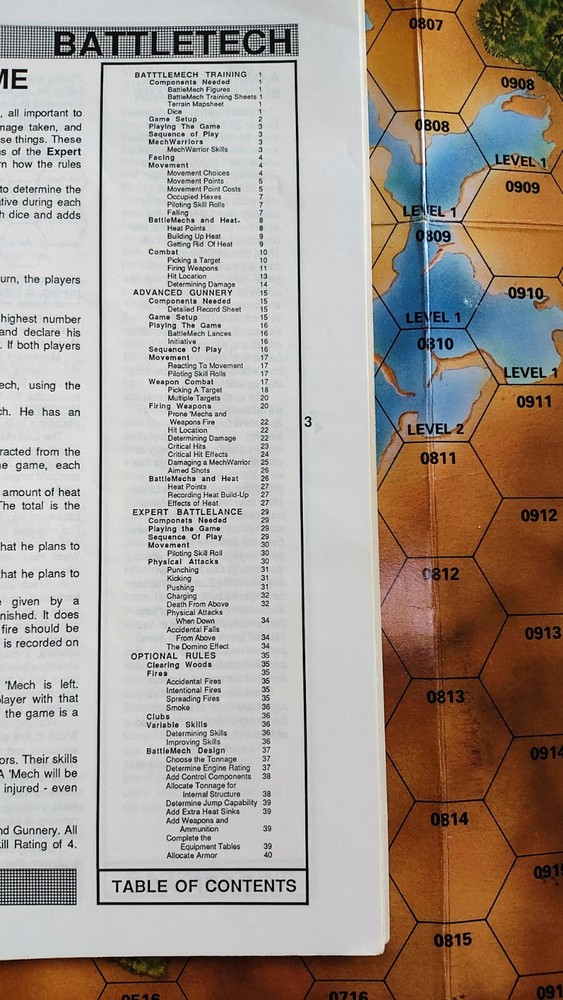 BATTLETECH
ME
, all important to
mage taken, and
se things. These
s of the Expert
rn how the rules
to determine the
ative during each
h dice and adds
urn, the players
highest number
and declare his
. If both players
ech, using the
ch. He has an
racted from the
e game, each
amount of heat
The total is the
hat he plans to
that he plans to
e given by a
nished. It does
fire should be
is recorded on
'Mech is left.
player with that
the game is a
ors. Their skills
A 'Mech will be
injured - even
nd Gunnery. All
ill Rating of 4.
BATTTLEMECH TRAINING 1
Components Needed 1
BattleMech Figures 1
BattleMech Training Sheets 1
Terrain Mapsheet 1
Dice 1
Game Setup 2
Playing The Game 3
Sequence of Play 3
MechWarriors 3
MechWarrior Skills 3
Facing 4
Movement 4
Movement Choices 4
Movement Points 5
Movement Point Costs 5
Occupied Hexes 7
Piloting Skill Rolls 7
Falling 7
BattleMechs and Heat. 8
Heat Points 8
Building Up Heat 9
Getting Rid Of Heat 9
Combat 10
Picking a Target 10
Firing Weapons 11
Hit Location 13
Determining Damage 14
ADVANCED GUNNERY 15
Components Needed 15
Detailed Record Sheet 15
Game Setup 15
Playing The Game 16
BattleMech Lances 16
Initiative 16
Sequence Of Play 16
Movement 17
Reacting To Movement 17
Piloting Skill Rolls 17
Weapon Combat 17
Picking A Target 18
Multiple Targets 20
Firing Weapons 20
Prone 'Mechs and
Weapons Fire 22
Hit Location 22
Determining Damage 22
Critical Hits 23
Critical Hit Effects 24
Damaging a MechWarrior 25
Aimed Shots 26
BattleMechs and Heat 26
Heat Points 27
Recording Heat Build-Up 27
Effects of Heat 27
EXPERT BATTLELANCE 29
Componets Needed 29
Playing the Game 29
Sequence Of Play 29
Movement 30
Piloting Skill Roll 30
Physical Attacks 30
Punching 31
Kicking 31
Pushing 31
Charging 32
Death From Above 32
Physical Attacks
When Down 34
Accidental Falls
From Above 34
The Domino Effect 34
OPTIONAL RULES 35
Clearing Woods 35
Fires 35
Accidental Fires 35
Intentional Fires 35
Spreading Fires 35
Smoke 36
Clubs 36
Variable Skills 36
Determining Skills 36
Improving Skills 36
BattleMech Design 37
Choose the Tonnage 37
Determine Engine Rating 37
Add Control Components 38
Allocate Tonnage for
Internal Structure 38
Determine Jump Capability 39
Add Extra Heat Sinks 39
Add Weapons and
Ammunition 39
Complete the
Equipment Tables 39
Allocate Armor 40
TABLE OF CONTENTS
3
0807
0908
0808
LEVEL 1
0909
LEVEL 1
0809
0910
LEVEL 1
0810
LEVEL 1
0911
LEVEL 2
0811
0912
0812
0913
0813
0914
0814
0815
0516
0716